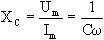 X_C = U_m / I_m = 1 / Cω